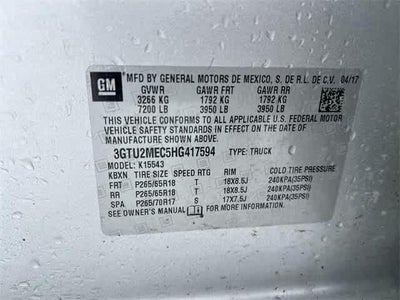 GM
MFD BY GENERAL MOTORS DE MEXICO, S. DE R.L. DE C.V. 04/17
GVWR GAWR FRT GAWR RR
3266 KG 1792 KG 1792 KG
7200 LB 3950 LB 3950 LB
THIS VEHICLE CONFORMS TO ALL APPLICABLE U.S. FEDERAL MOTOR
VEHICLE SAFETY STANDARDS IN EFFECT ON THE DATE OF
MANUFACTURE SHOWN ABOVE.
3GTU2MEC5HG417594 TYPE: TRUCK
MODEL: K15543
KBXN TIRE SIZE SPEED RTG RIM COLD TIRE PRESSURE
FRT P265/65R18 T 18X8.5J 240KPA(35PSI)
RR P265/65R18 T 18X8.5J 240KPA(35PSI)
SPA P265/70R17 S 17X7.5J 240KPA(35PSI)
SEE OWNER'S MANUAL FOR MORE INFORMATION.